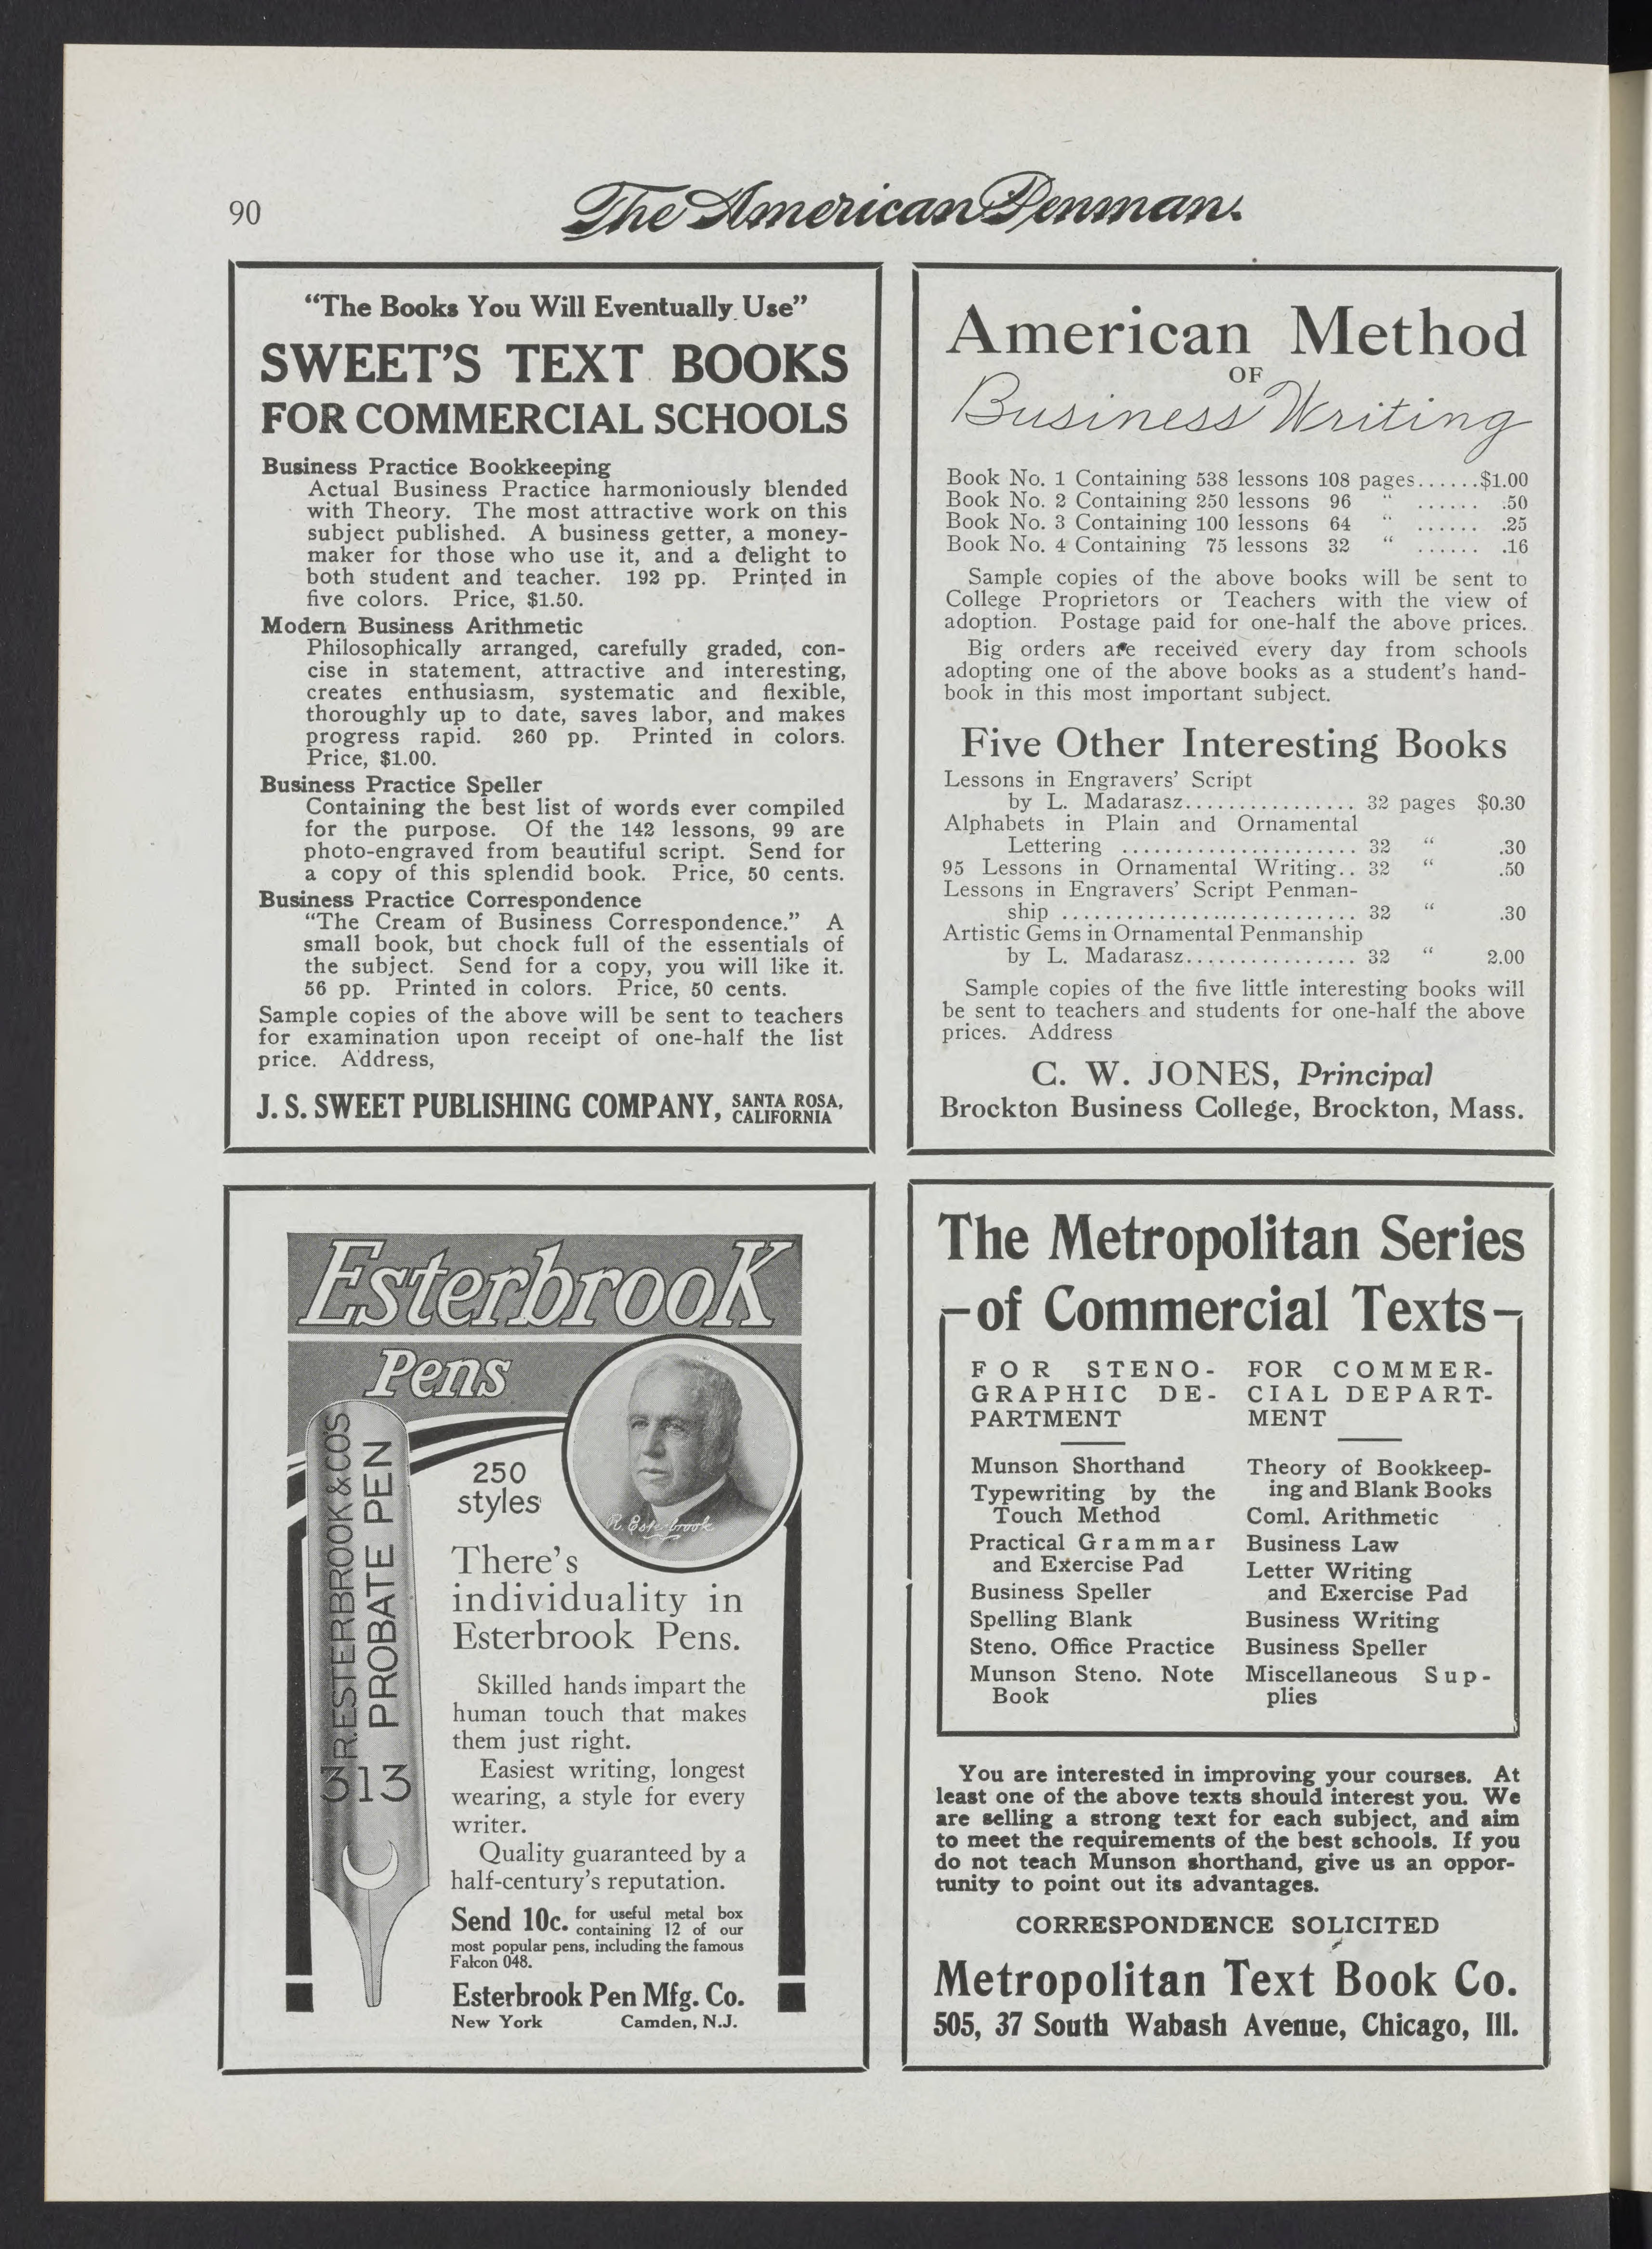 90
The American Penman.
"The Books You Will Eventually Use"
SWEET'S TEXT BOOKS
FOR COMMERCIAL SCHOOLS
Business Practice Bookkeeping
Actual Business Practice harmoniously blended
with Theory. The most attractive work on this
subject published. A business getter, a money-
maker for those who use it, and a delight to
both student and teacher. 192 pp. Printed in
five colors. Price, $1.50.
Modern Business Arithmetic
Philosophically arranged, carefully graded, con-
cise in statement, attractive and interesting,
creates enthusiasm, systematic and flexible,
thoroughly up to date, saves labor, and makes
progress rapid. 260 pp. Printed in colors.
Price, $1.00.
Business Practice Speller
Containing the best list of words ever compiled
for the purpose. Of the 142 lessons, 99 are
photo-engraved from beautiful script. Send for
a copy of this splendid book. Price, 50 cents.
Business Practice Correspondence
"The Cream of Business Correspondence." A
small book, but chock full of the essentials of
the subject. Send for a copy, you will like it.
56 pp. Printed in colors. Price, 50 cents.
Sample copies of the above will be sent to teachers
for examination upon receipt of one-half the list
price. Address,
J. S. SWEET PUBLISHING COMPANY, SANTA ROSA,
CALIFORNIA
American Method
OF
Business Writing
Book No. 1 Containing 538 lessons 108 pages......$1.00
Book No. 2 Containing 250 lessons 96 " ...... .50
Book No. 3 Containing 100 lessons 64 " ...... .25
Book No. 4 Containing 75 lessons 32 " ...... .16
Sample copies of the above books will be sent to
College Proprietors or Teachers with the view of
adoption. Postage paid for one-half the above prices.
Big orders are received every day from schools
adopting one of the above books as a student's hand-
book in this most important subject.
Five Other Interesting Books
Lessons in Engravers' Script
by L. Madarasz................ 32 pages $0.30
Alphabets in Plain and Ornamental
Lettering ...................... 32 " .30
95 Lessons in Ornamental Writing.. 32 " .50
Lessons in Engravers' Script Penman-
ship ............................ 32 " .30
Artistic Gems in Ornamental Penmanship
by L. Madarasz................ 32 " 2.00
Sample copies of the five little interesting books will
be sent to teachers and students for one-half the above
prices. Address
C. W. JONES, Principal
Brockton Business College, Brockton, Mass.
Esterbrook
Pens
R. ESTERBROOK & CO'S
PROBATE PEN
313
R. Esterbrook
250
styles
There's
individuality in
Esterbrook Pens.
Skilled hands impart the
human touch that makes
them just right.
Easiest writing, longest
wearing, a style for every
writer.
Quality guaranteed by a
half-century's reputation.
Send 10c. for useful metal box
containing 12 of our
most popular pens, including the famous
Falcon 048.
Esterbrook Pen Mfg. Co.
New York Camden, N.J.
The Metropolitan Series
of Commercial Texts
FOR STENO-
GRAPHIC DE-
PARTMENT
Munson Shorthand
Typewriting by the
Touch Method
Practical Grammar
and Exercise Pad
Business Speller
Spelling Blank
Steno. Office Practice
Munson Steno. Note
Book
FOR COMMER-
CIAL DEPART-
MENT
Theory of Bookkeep-
ing and Blank Books
Coml. Arithmetic
Business Law
Letter Writing
and Exercise Pad
Business Writing
Business Speller
Miscellaneous Sup-
plies
You are interested in improving your courses. At
least one of the above texts should interest you. We
are selling a strong text for each subject, and aim
to meet the requirements of the best schools. If you
do not teach Munson shorthand, give us an oppor-
tunity to point out its advantages.
CORRESPONDENCE SOLICITED
Metropolitan Text Book Co.
505, 37 South Wabash Avenue, Chicago, Ill.